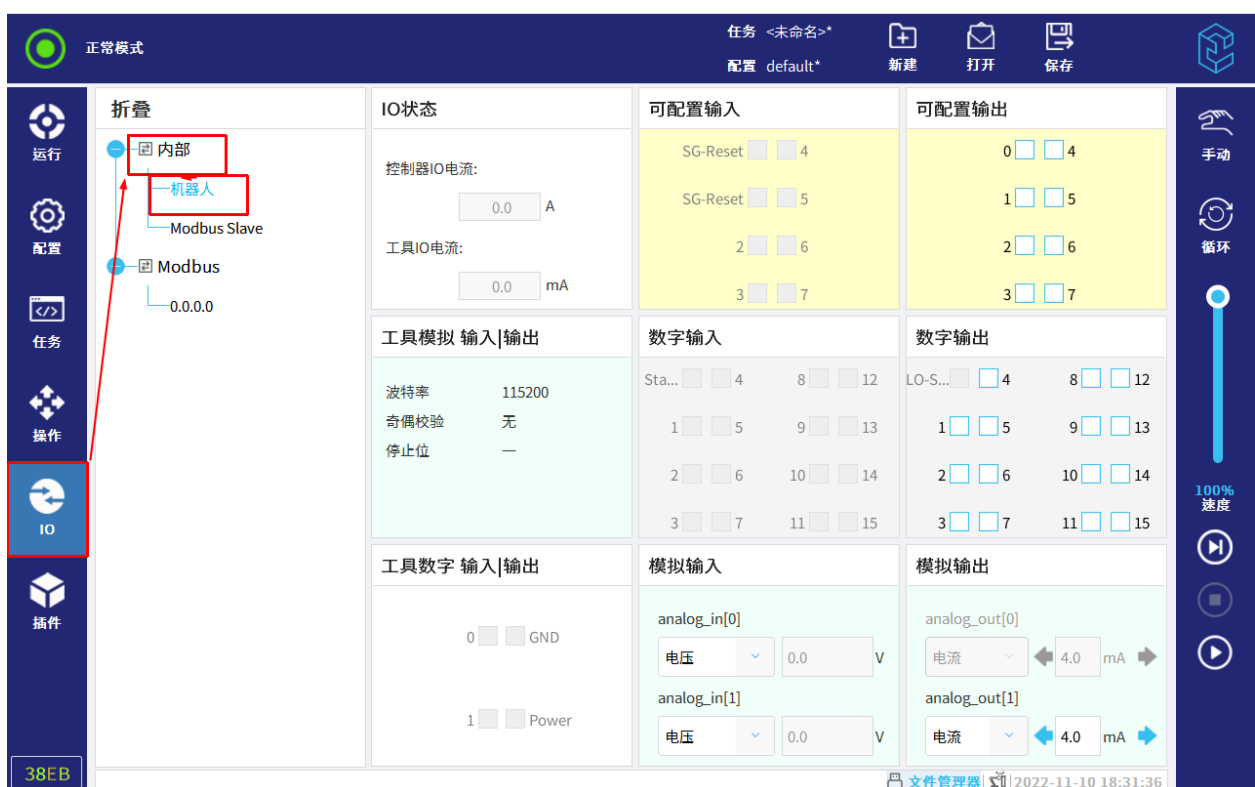 正常模式
任务 <未命名>*
配置 default*
新建
打开
保存
运行
配置
任务
操作
IO
插件
38EB
折叠
内部
机器人
Modbus Slave
Modbus
0.0.0.0
IO状态
控制器IO电流:
0.0 A
工具IO电流:
0.0 mA
可配置输入
SG-Reset 4
SG-Reset 5
2 6
3 7
可配置输出
0 4
1 5
2 6
3 7
工具模拟 输入|输出
波特率 115200
奇偶校验 无
停止位 —
数字输入
Sta... 4 8 12
1 5 9 13
2 6 10 14
3 7 11 15
数字输出
LO-S... 4 8 12
1 5 9 13
2 6 10 14
3 7 11 15
工具数字 输入|输出
0 GND
1 Power
模拟输入
analog_in[0]
电压 0.0 V
analog_in[1]
电压 0.0 V
模拟输出
analog_out[0]
电流 4.0 mA
analog_out[1]
电流 4.0 mA
手动
循环
100%
速度
文件管理器 2022-11-10 18:31:36